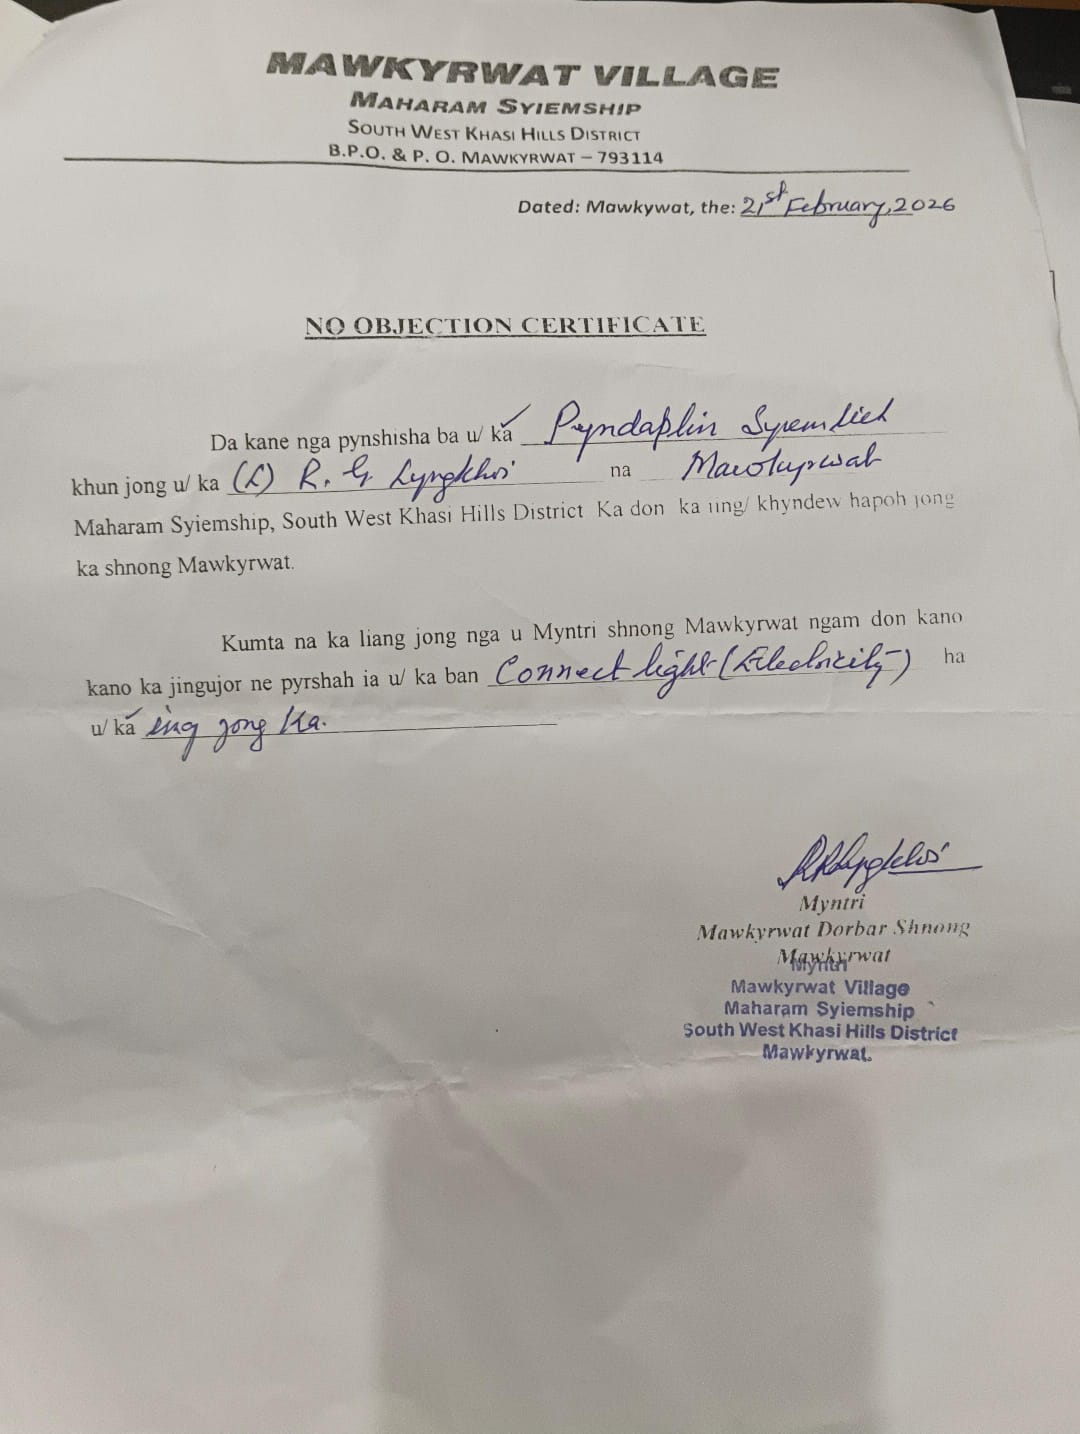 MAWKYRWAT VILLAGE
MAHARAM SYIEMSHIP
SOUTH WEST KHASI HILLS DISTRICT
B.P.O. & P. O. MAWKYRWAT – 793114
Dated: Mawkywat, the: 21st February, 2026
NO OBJECTION CERTIFICATE
Da kane nga pynshisha ba u/ ka Pyndaplin Syiemlieh
khun jong u/ ka (L) R. G. Lyngkhoi na Mawkyrwat
Maharam Syiemship, South West Khasi Hills District Ka don ka iing/ khyndew hapoh jong
ka shnong Mawkyrwat.
Kumta na ka liang jong nga u Myntri shnong Mawkyrwat ngam don kano
kano ka jingujor ne pyrshah ia u/ ka ban Connect light (Electricity) ha
u/ ka ïing jong ka.
Myntri
Mawkyrwat Dorbar Shnong
Mawkyrwat
Myntri
Mawkyrwat Village
Maharam Syiemship
South West Khasi Hills District
Mawkyrwat.